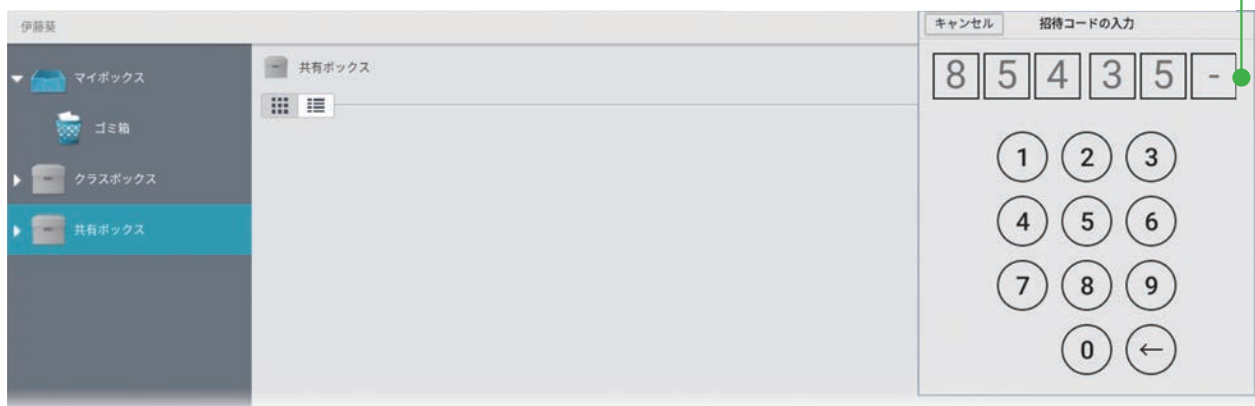 伊藤葵
マイボックス
ゴミ箱
クラスボックス
共有ボックス
共有ボックス
キャンセル 招待コードの入力
8 5 4 3 5 -
1 2 3
4 5 6
7 8 9
0 ←